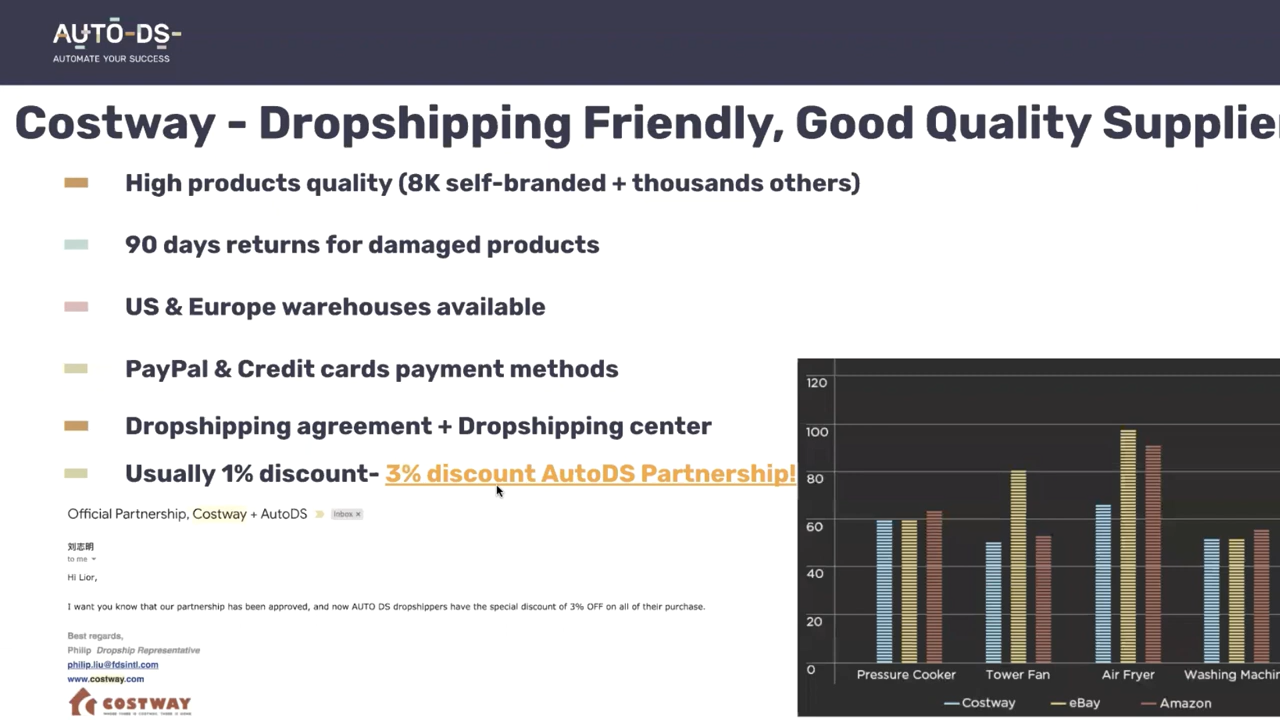 AUTO-DS-
AUTOMATE YOUR SUCCESS
Costway - Dropshipping Friendly, Good Quality Supplie
High products quality (8K self-branded + thousands others)
90 days returns for damaged products
US & Europe warehouses available
PayPal & Credit cards payment methods
Dropshipping agreement + Dropshipping center
Usually 1% discount- 3% discount AutoDS Partnership!
Official Partnership, Costway + AutoDS Inbox x
刘志明
to me
Hi Lior,
I want you know that our partnership has been approved, and now AUTO DS dropshippers have the special discount of 3% OFF on all of their purchase.
Best regards,
Philip Dropship Representative
philip.liu@fdsintl.com
www.costway.com
COSTWAY
120
100
80
60
40
20
0
Pressure Cooker Tower Fan Air Fryer Washing Machin
Costway eBay Amazon